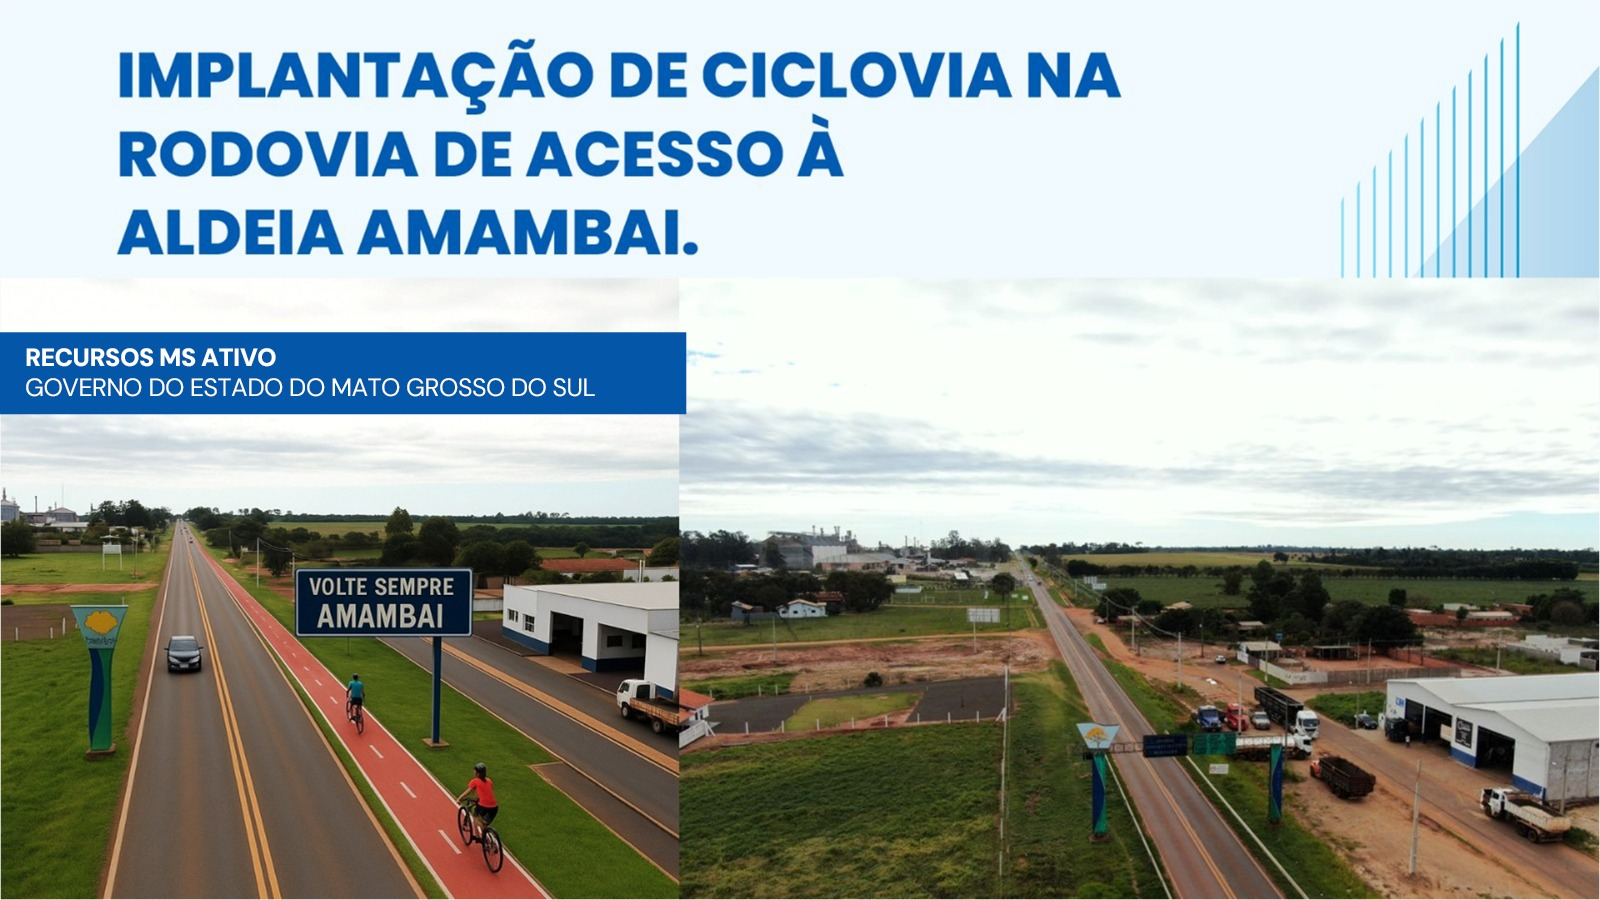 IMPLANTAÇÃO DE CICLOVIA NA
RODOVIA DE ACESSO À
ALDEIA AMAMBAI.
RECURSOS MS ATIVO
GOVERNO DO ESTADO DO MATO GROSSO DO SUL
VOLTE SEMPRE
AMAMBAI